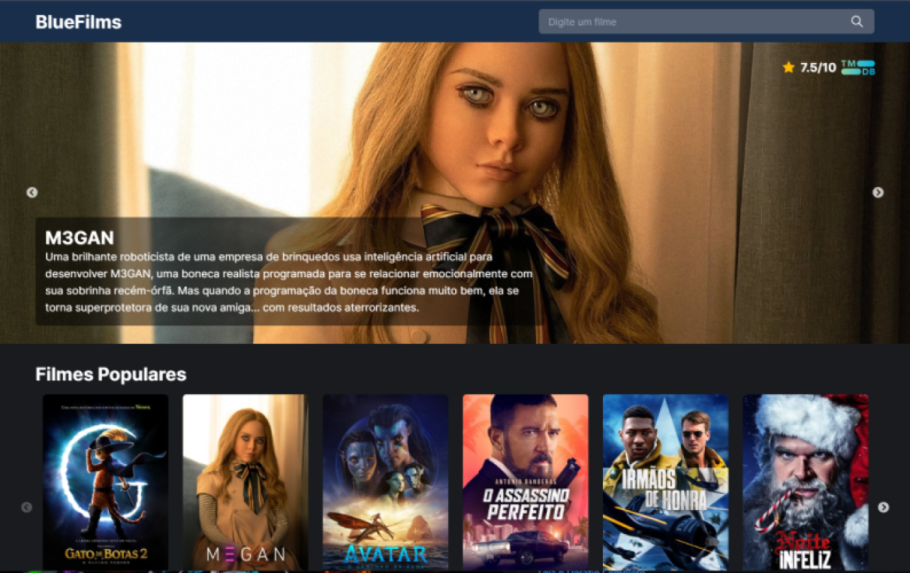 BlueFilms
Digite um filme
7.5/10 TMDB
M3GAN
Uma brilhante roboticista de uma empresa de brinquedos usa inteligência artificial para
desenvolver M3GAN, uma boneca realista programada para se relacionar emocionalmente com
sua sobrinha recém-órfã. Mas quando a programação da boneca funciona muito bem, ela se
torna superprotetora de sua nova amiga... com resultados aterrorizantes.
Filmes Populares
GATO DE BOTAS 2
M3GAN
AVATAR
ANTONIO BANDERAS
O ASSASSINO
PERFEITO
IRMÃOS
DE HONRA
Noite
INFELIZ